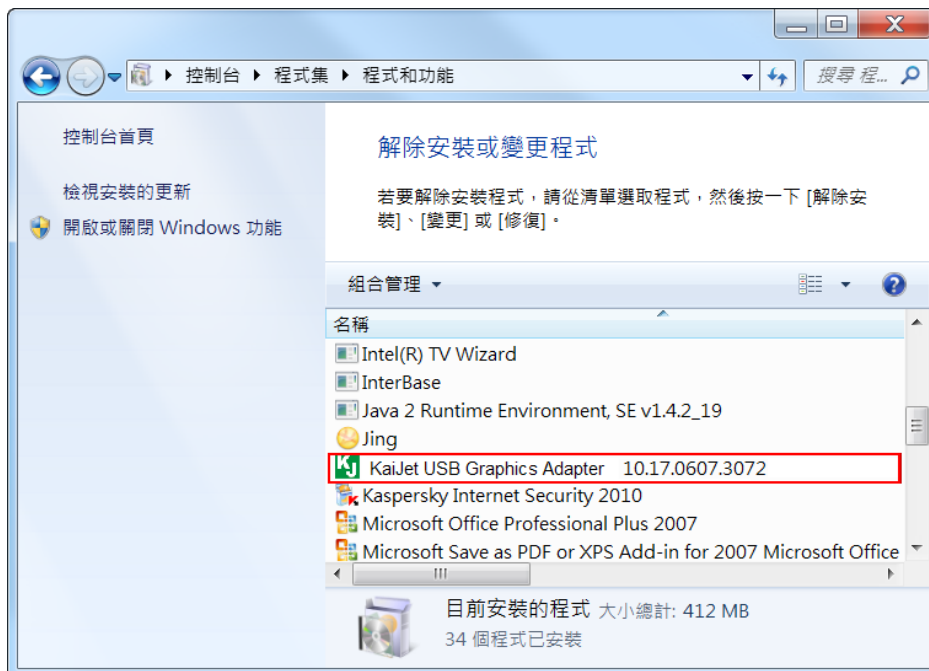 控制台 程式集 程式和功能 搜尋 程...
控制台首頁
檢視安裝的更新
開啟或關閉 Windows 功能
解除安裝或變更程式
若要解除安裝程式，請從清單選取程式，然後按一下 [解除安
裝]、[變更] 或 [修復]。
組合管理
名稱
Intel(R) TV Wizard
InterBase
Java 2 Runtime Environment, SE v1.4.2_19
Jing
KJ KaiJet USB Graphics Adapter 10.17.0607.3072
Kaspersky Internet Security 2010
Microsoft Office Professional Plus 2007
Microsoft Save as PDF or XPS Add-in for 2007 Microsoft Office
目前安裝的程式 大小總計: 412 MB
34 個程式已安裝